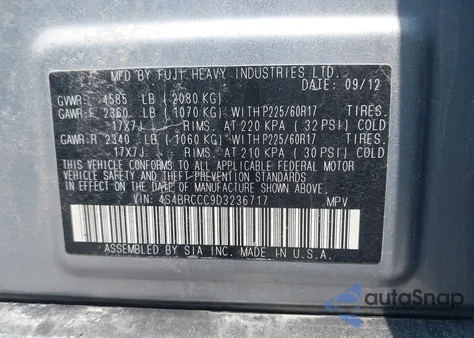 MFD BY FUJI HEAVY INDUSTRIES LTD.
DATE: 09/12
GVWR: 4585 LB (2080 KG)
GAWR:F 2360 LB (1070 KG)WITH P225/60R17 TIRES.
17X7J RIMS. AT 220 KPA (32 PSI) COLD
GAWR:R 2340 LB (1060 KG)WITH P225/60R17 TIRES.
17X7J RIMS. AT 210 KPA (30 PSI) COLD
THIS VEHICLE CONFORMS TO ALL APPLICABLE FEDERAL MOTOR
VEHICLE SAFETY AND THEFT PREVENTION STANDARDS
IN EFFECT ON THE DATE OF MANUFACTURE SHOWN ABOVE.
VIN: 4S4BRCCC9D3236717 MPV
ASSEMBLED BY SIA INC. MADE IN U.S.A.
autoSnap
powered by